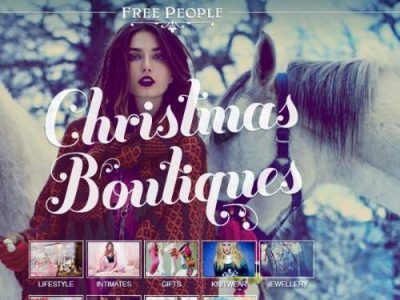 FREE PEOPLE
Christmas
Boutiques
LIFESTYLE
INTIMATES
GIFTS
KNITWEAR
JEWELLERY